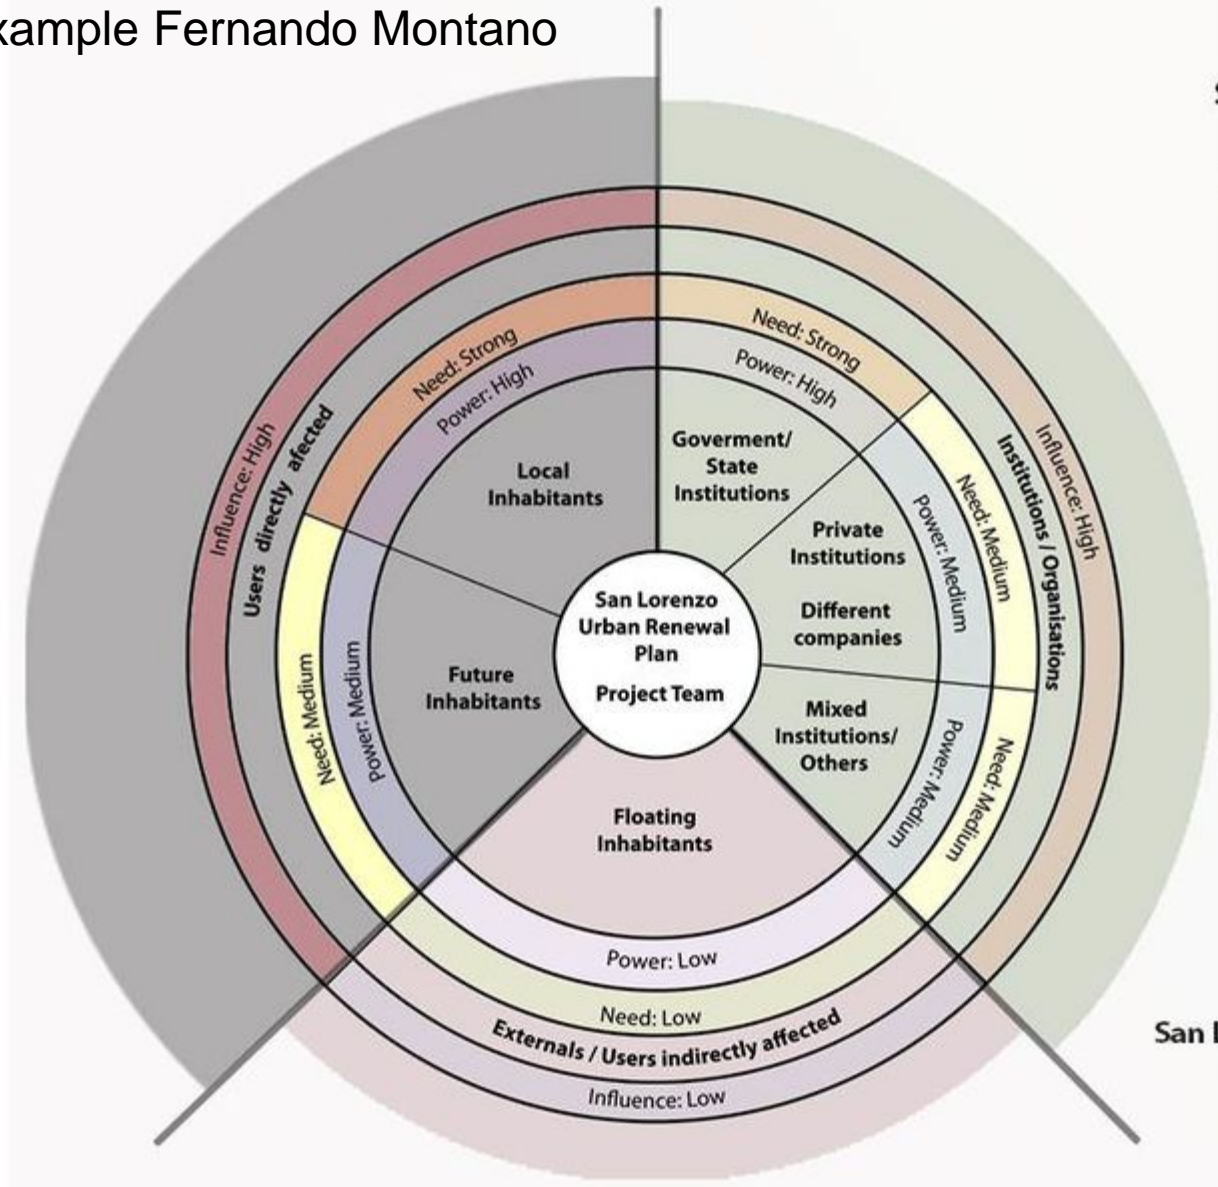 xample Fernando Montano
Influence: High
Users directly afected
Need: Strong
Power: High
Local
Inhabitants
Need: Medium
Power: Medium
Future
Inhabitants
Need: Strong
Power: High
Goverment/
State
Institutions
Influence: High
Institutions / Organisations
Need: Medium
Power: Medium
Private
Institutions
Different
companies
Need: Medium
Power: Medium
Mixed
Institutions/
Others
San Lorenzo
Urban Renewal
Plan
Project Team
Floating
Inhabitants
Power: Low
Need: Low
Externals / Users indirectly affected
Influence: Low
San